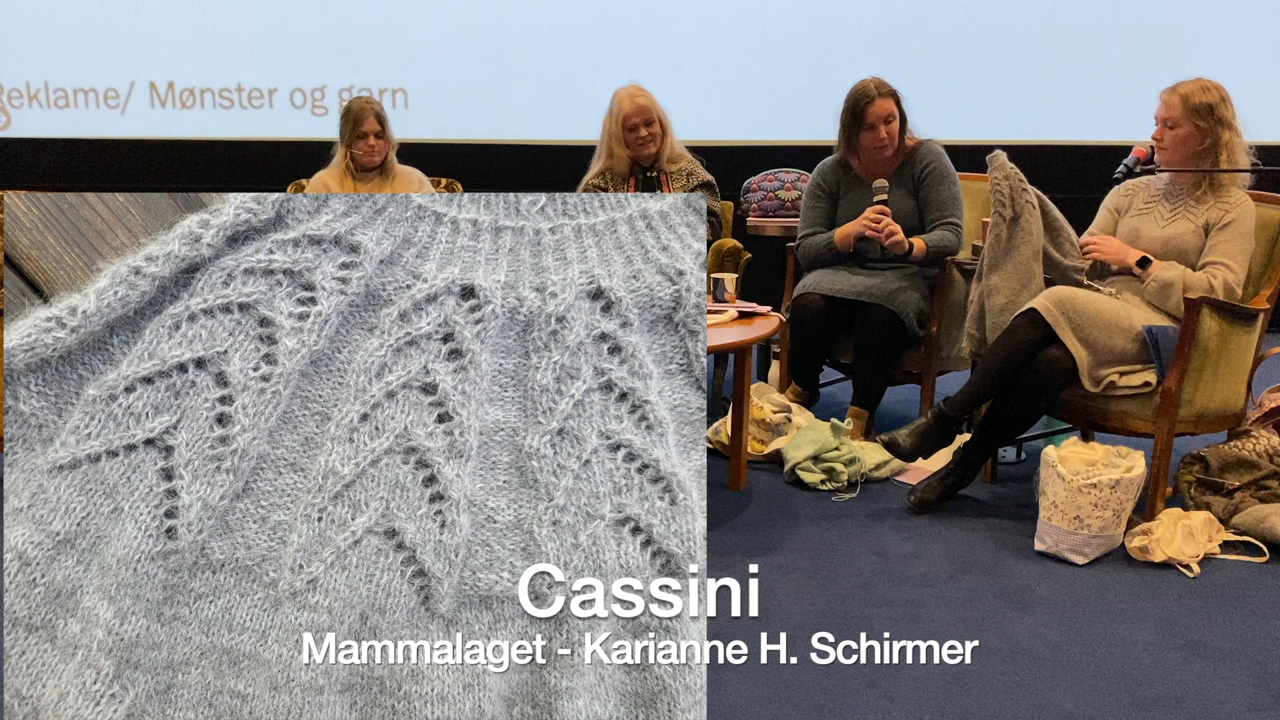 Reklame/ Mønster og garn
Cassini
Mammalaget - Karianne H. Schirmer